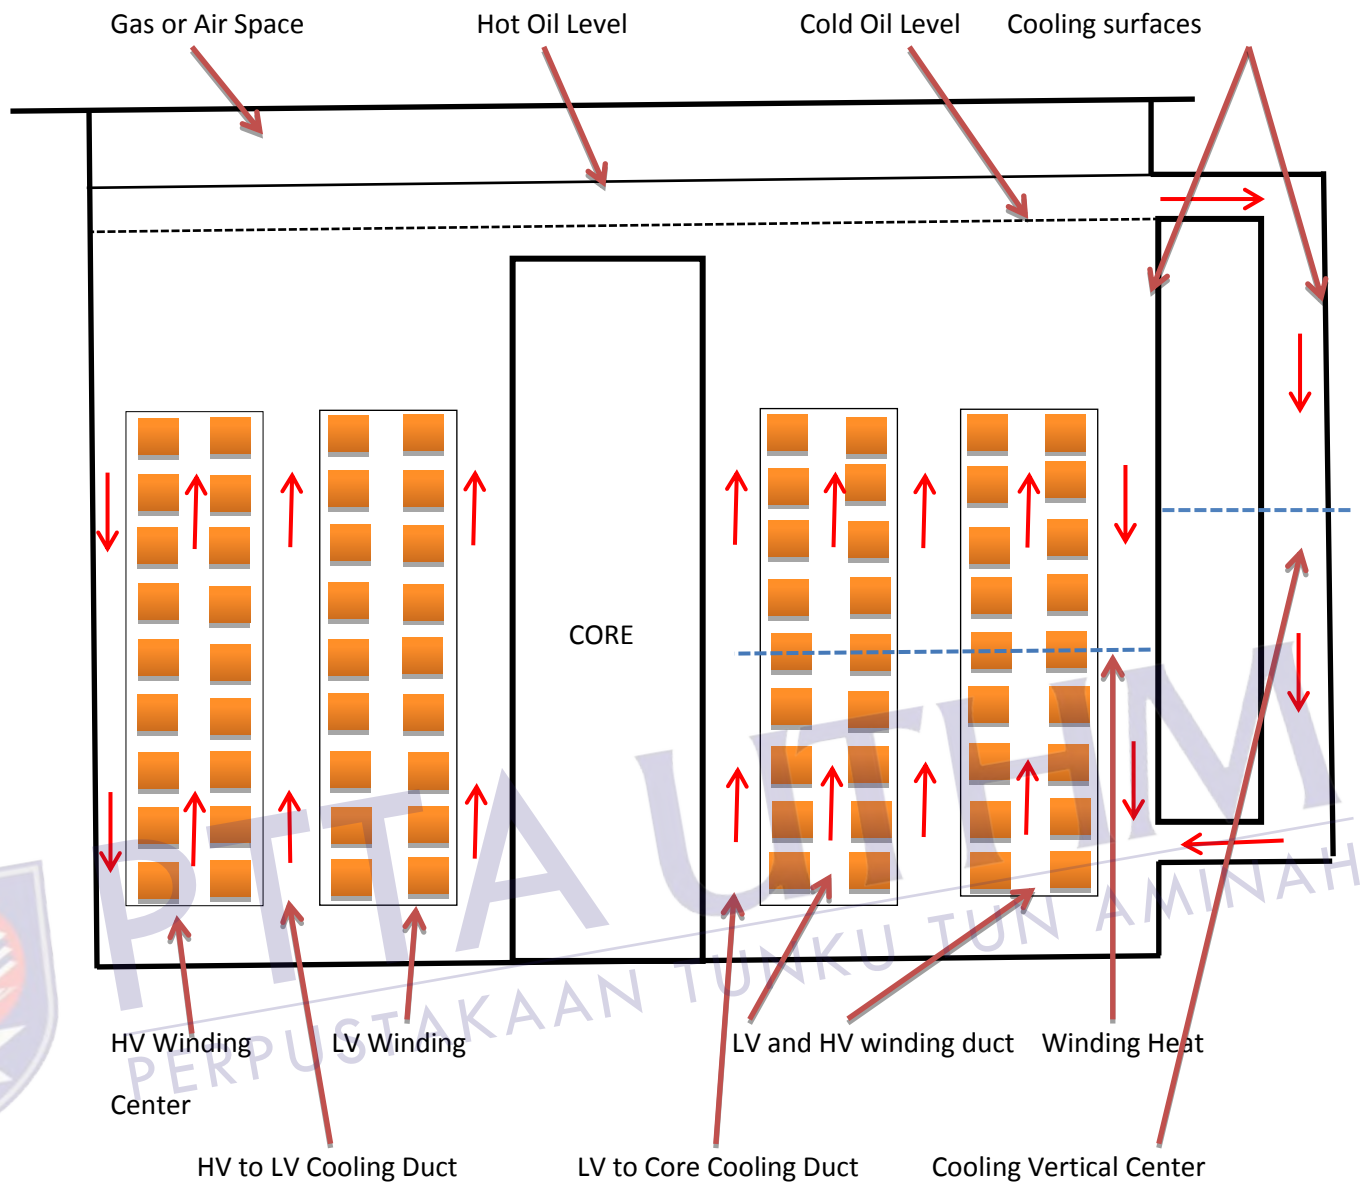 Gas or Air Space Hot Oil Level Cold Oil Level Cooling surfaces
CORE
PTTA UTHM
PERPUSTAKAAN TUNKU TUN AMINAH
HV Winding LV Winding LV and HV winding duct Winding Heat
Center
HV to LV Cooling Duct LV to Core Cooling Duct Cooling Vertical Center